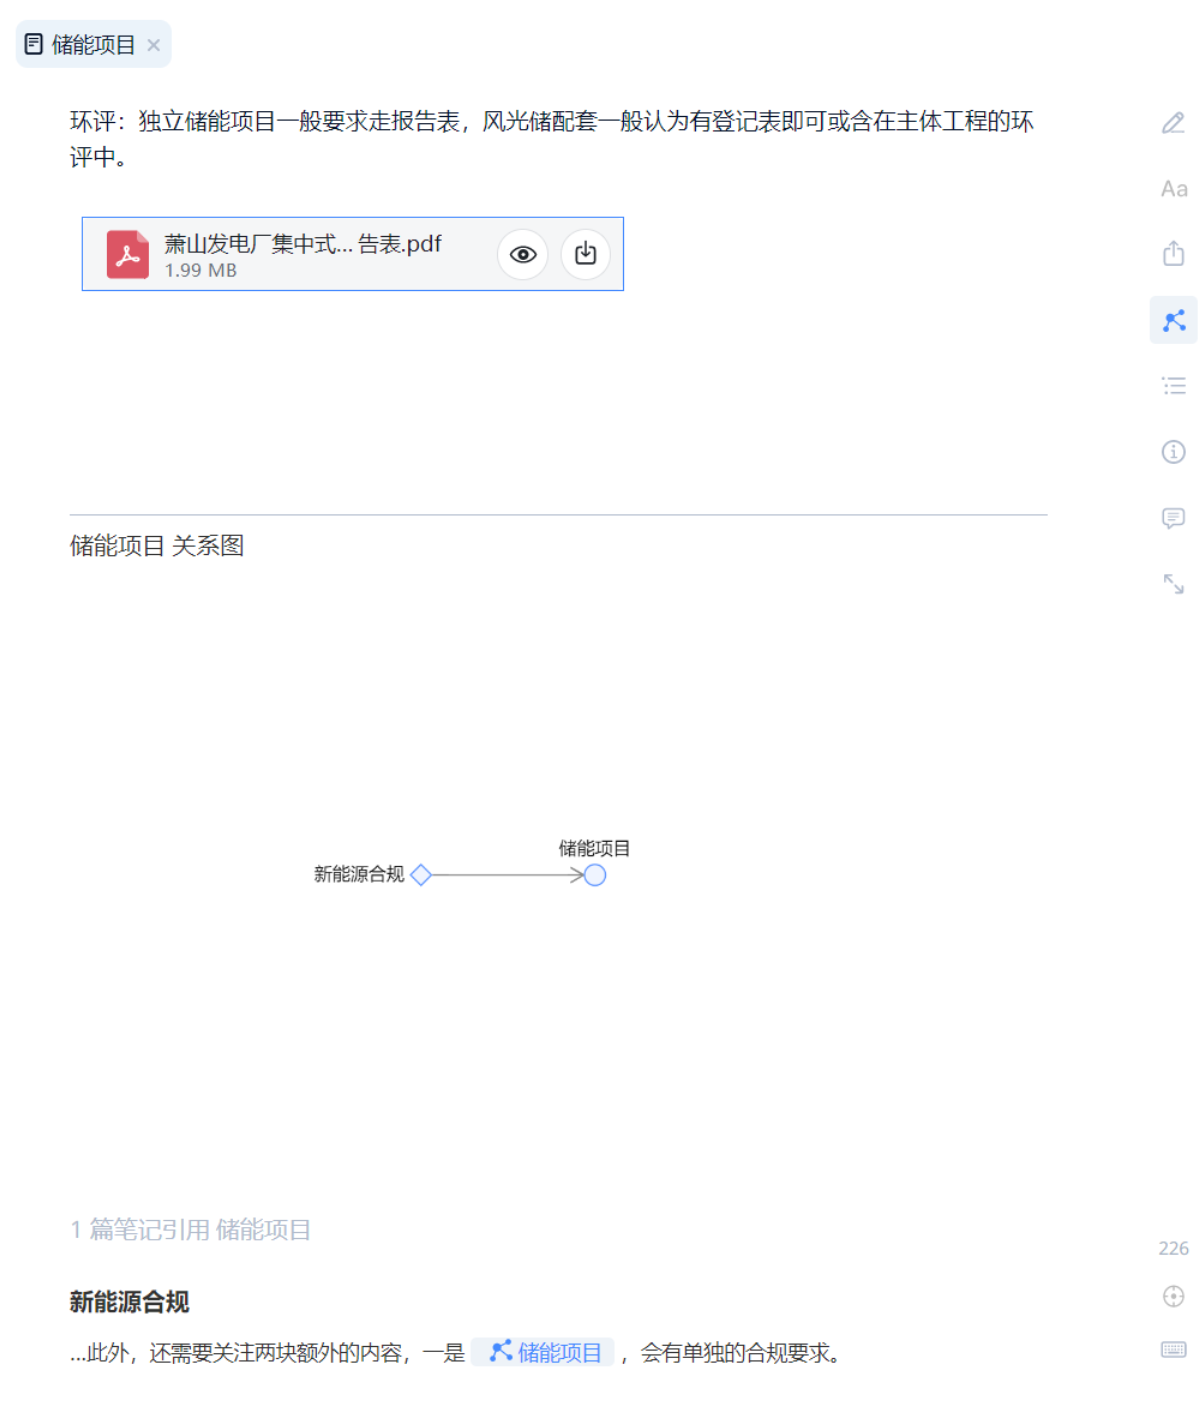 储能项目
环评：独立储能项目一般要求走报告表，风光储配套一般认为有登记表即可或含在主体工程的环
评中。
萧山发电厂集中式... 告表.pdf
1.99 MB
Aa
储能项目 关系图
储能项目
新能源合规
1 篇笔记引用 储能项目
226
新能源合规
...此外，还需要关注两块额外的内容，一是 储能项目 ，会有单独的合规要求。